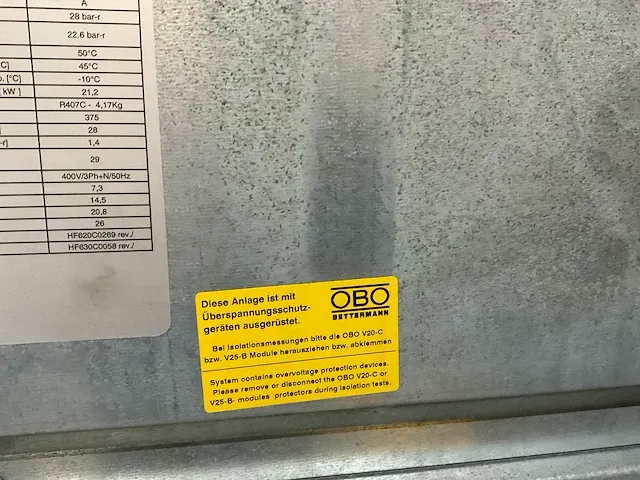 A
28 bar-r
22.6 bar-r
50°C
C] 45°C
[°C] -10°C
kW ] 21,2
R407C - 4,17Kg
375
] 28
-r] 1,4
29
400V/3Ph+N/50Hz
7,3
14,5
20,8
26
HF620C0269 rev./
HF630C0058 rev./
Diese Anlage ist mit
Überspannungsschutz-
geräten ausgerüstet.
OBO
BETTERMANN
Bei Isolationsmessungen bitte die OBO V20-C
bzw. V25-B Module herausziehen bzw. abklemmen
System contains overvoltage protection devices.
Please remove or disconnect the OBO V20-C or
V25-B- modules protectors during isolation tests.